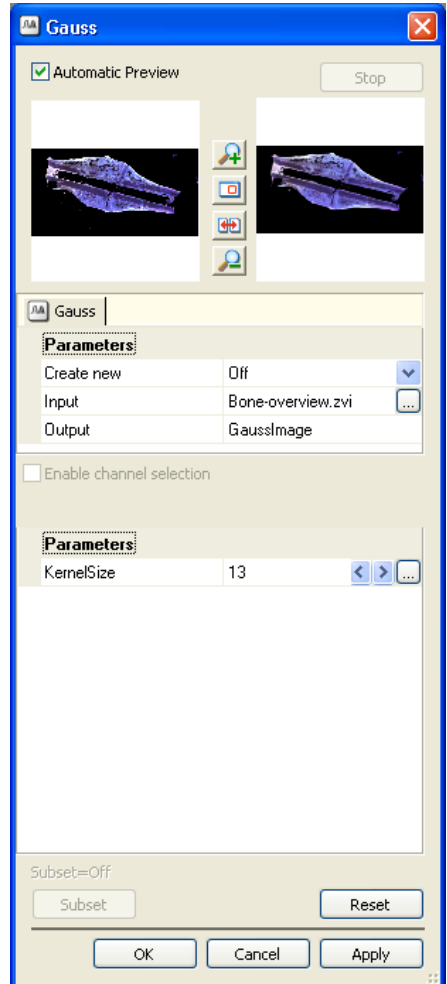 Gauss
Automatic Preview
Stop
Gauss
Parameters
Create new Off
Input Bone-overview.zvi ...
Output GaussImage
Enable channel selection
Parameters
KernelSize 13 < > ...
Subset=Off
Subset Reset
OK Cancel Apply